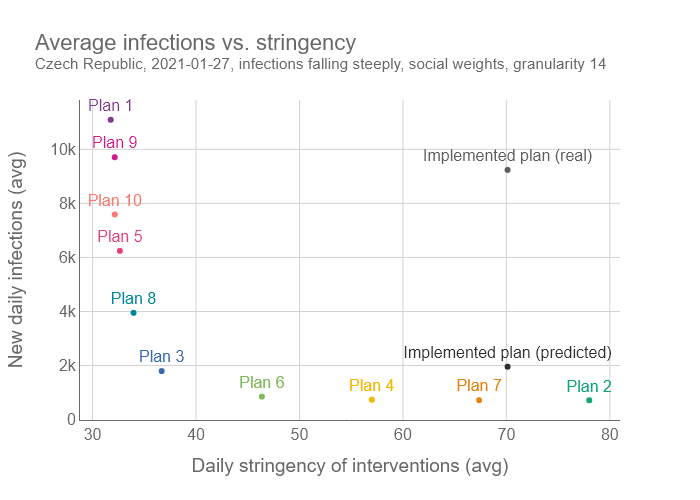 Average infections vs. stringency
Czech Republic, 2021-01-27, infections falling steeply, social weights, granularity 14
Plan 1
Plan 9
10k
Implemented plan (real)
Plan 10
8k
Plan 5
6k
Plan 8
4k
Plan 3
Implemented plan (predicted)
2k
Plan 6
Plan 4
Plan 7
Plan 2
0
30
40
50
60
70
80
New daily infections (avg)
Daily stringency of interventions (avg)